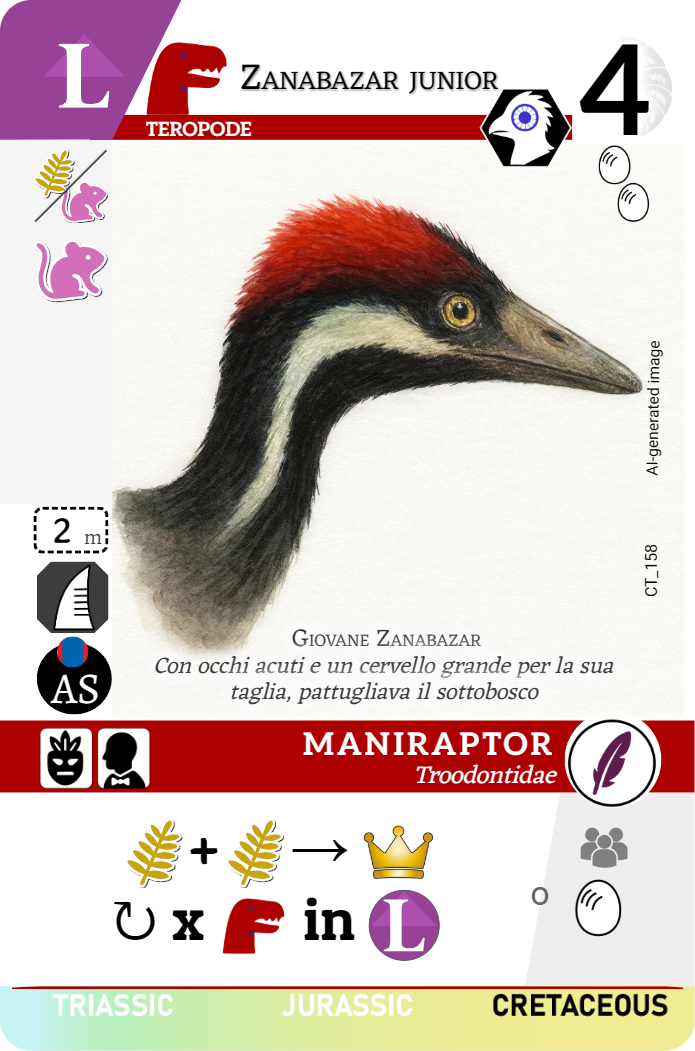 L
ZANABAZAR JUNIOR
4
TEROPODE
AI-generated image
2 m
CT_158
AS
GIOVANE ZANABAZAR
Con occhi acuti e un cervello grande per la sua
taglia, pattugliava il sottobosco
MANIRAPTOR
Troodontidae
+ →
x in L
o
TRIASSIC JURASSIC CRETACEOUS